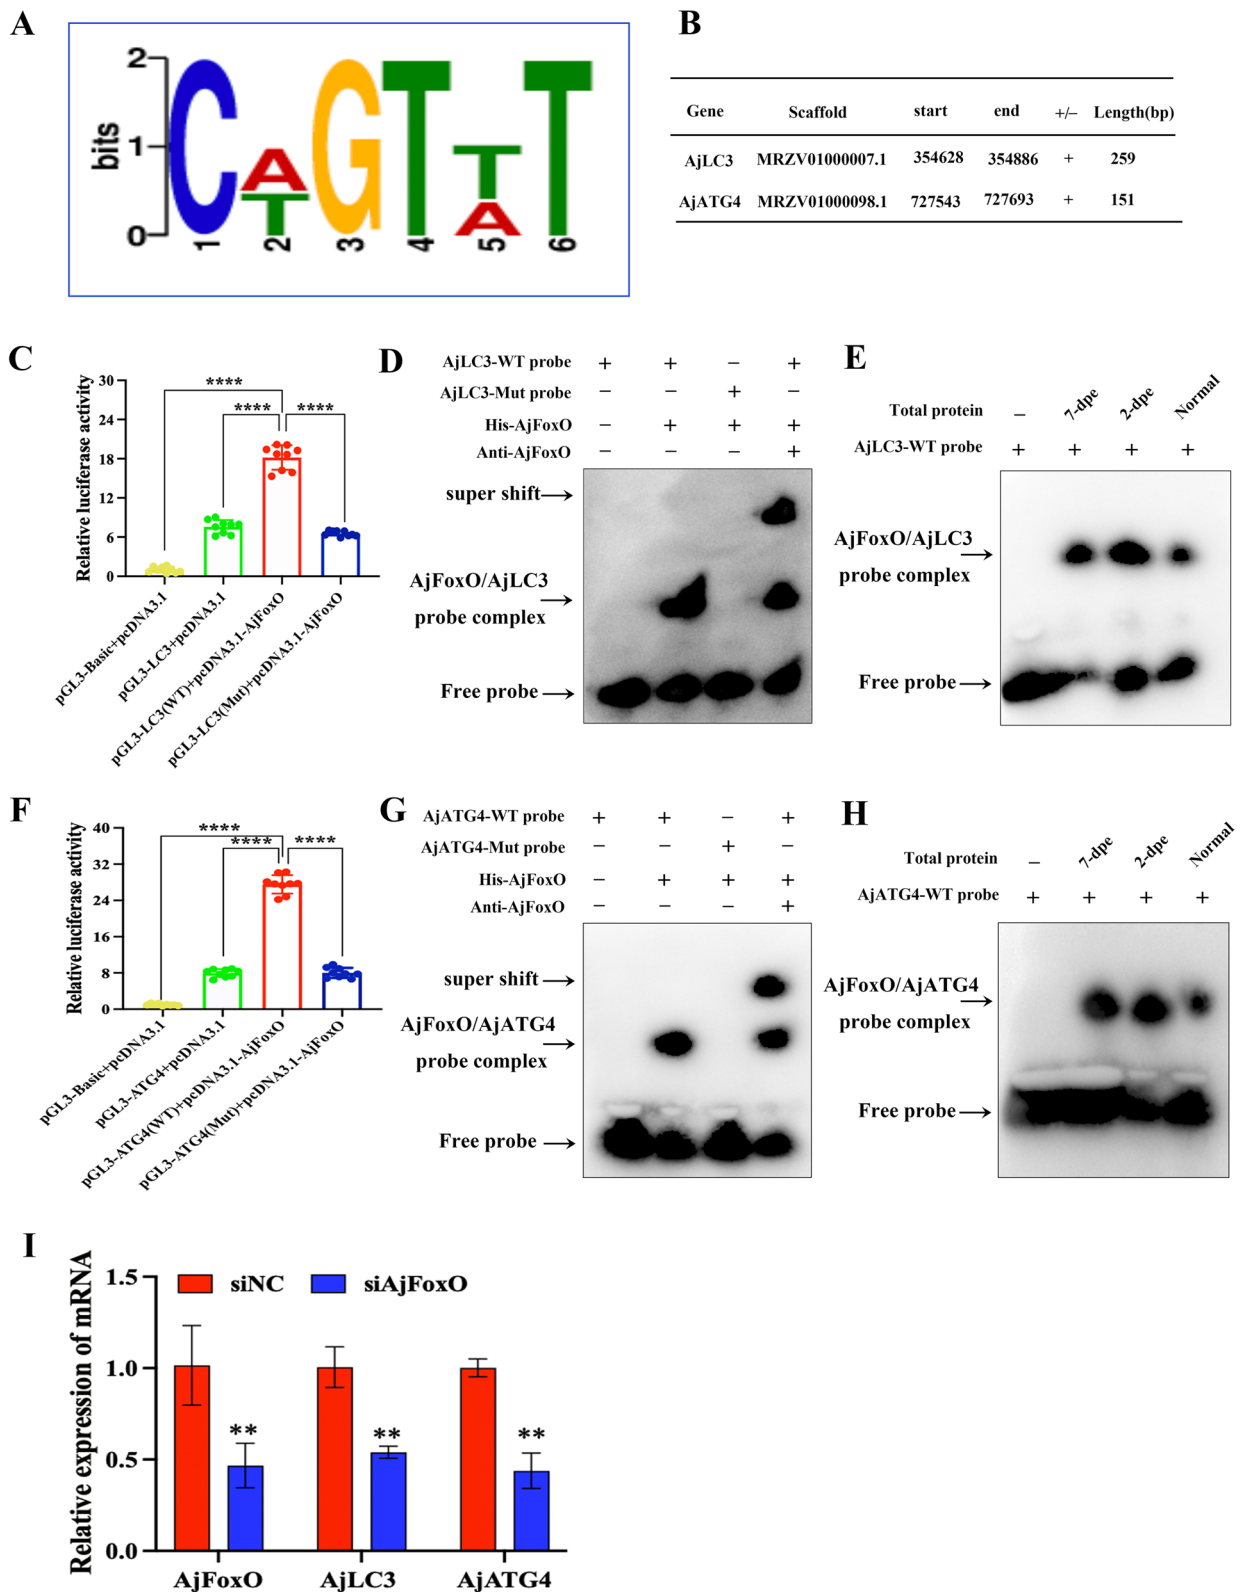 A
bits
2
1
0
C A T G T T A T
1 2 3 4 5 6
B
Gene Scaffold start end +/– Length(bp)
AjLC3 MRZV01000007.1 354628 354886 + 259
AjATG4 MRZV01000098.1 727543 727693 + 151
C
Relative luciferase activity
30
24
18
12
6
0
****
**** ****
pGL3-Basic+pcDNA3.1
pGL3-LC3+pcDNA3.1
pGL3-LC3(WT)+pcDNA3.1-AjFoxO
pGL3-LC3(Mut)+pcDNA3.1-AjFoxO
D
AjLC3-WT probe + + – +
AjLC3-Mut probe – – + –
His-AjFoxO – + + +
Anti-AjFoxO – – – +
super shift
AjFoxO/AjLC3
probe complex
Free probe
E
Total protein – 7-dpe 2-dpe Normal
AjLC3-WT probe + + + +
AjFoxO/AjLC3
probe complex
Free probe
F
Relative luciferase activity
40
32
24
16
8
0
****
**** ****
pGL3-Basic+pcDNA3.1
pGL3-ATG4+pcDNA3.1
pGL3-ATG4(WT)+pcDNA3.1-AjFoxO
pGL3-ATG4(Mut)+pcDNA3.1-AjFoxO
G
AjATG4-WT probe + + – +
AjATG4-Mut probe – – + –
His-AjFoxO – + + +
Anti-AjFoxO – – – +
super shift
AjFoxO/AjATG4
probe complex
Free probe
H
Total protein – 7-dpe 2-dpe Normal
AjATG4-WT probe + + + +
AjFoxO/AjATG4
probe complex
Free probe
I
Relative expression of mRNA
siNC siAjFoxO
1.5
1.0
0.5
0.0
** ** **
AjFoxO AjLC3 AjATG4